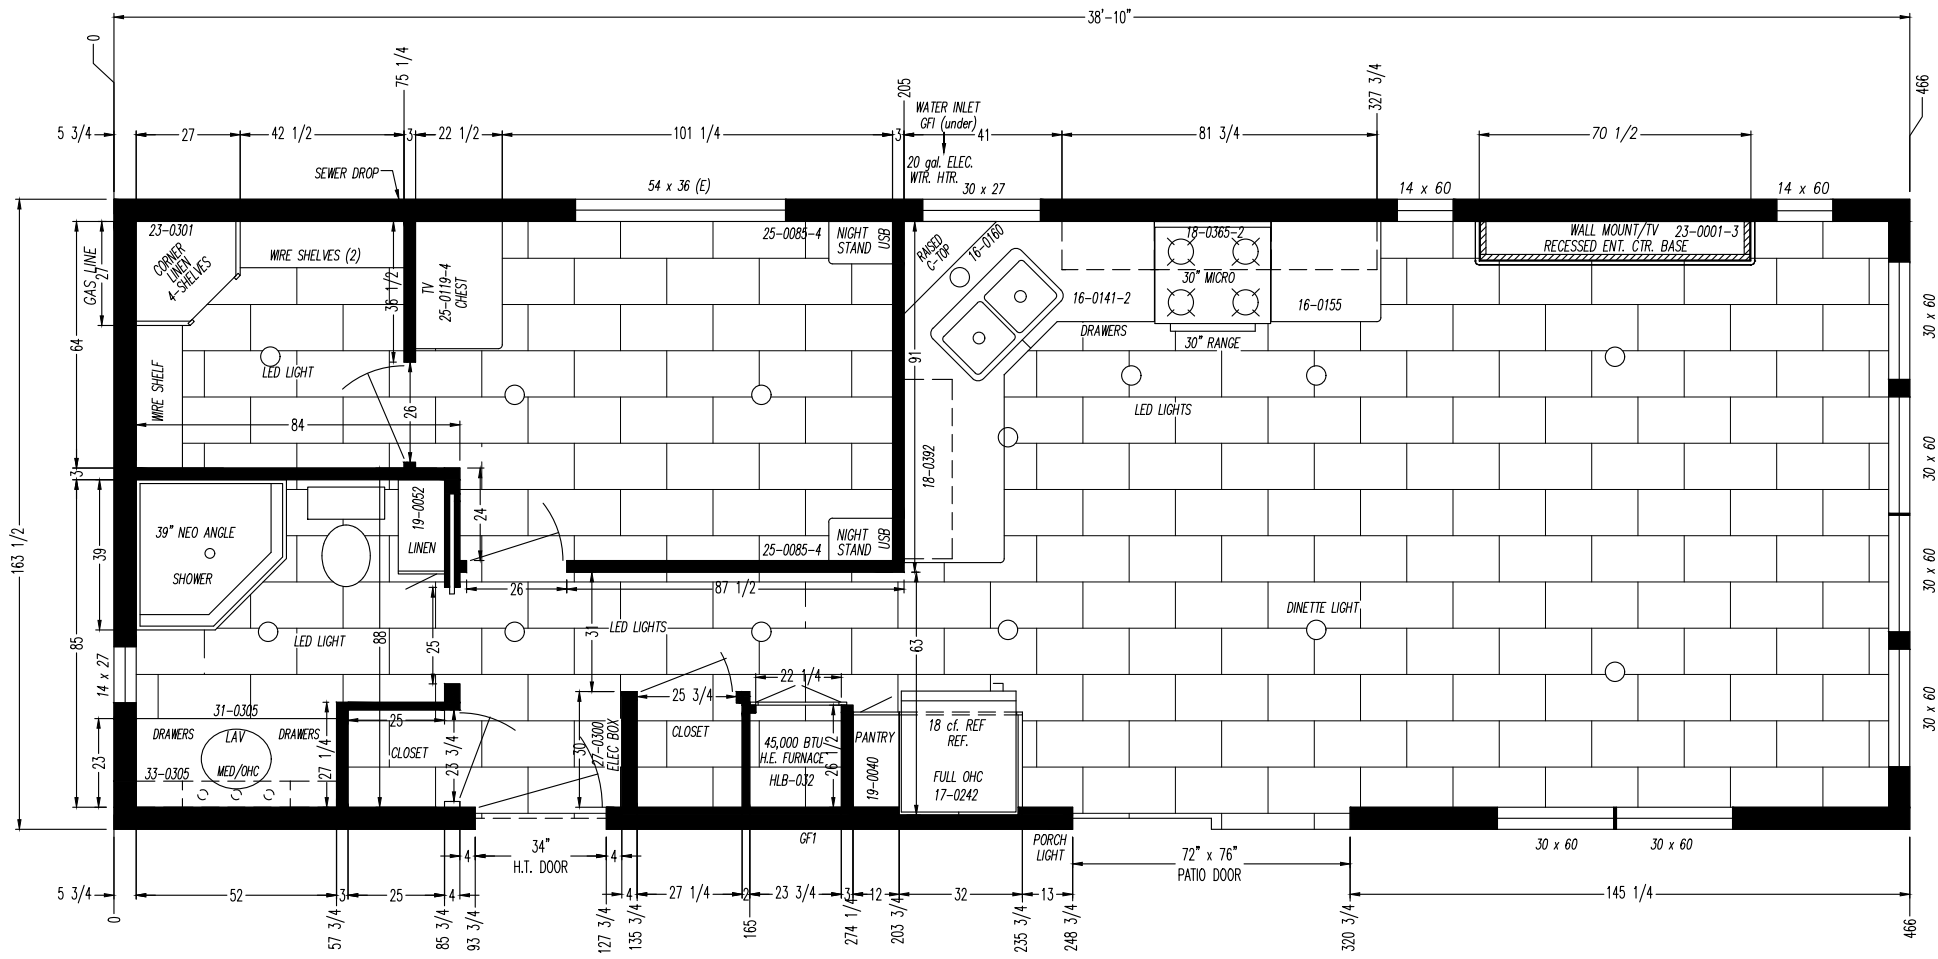 38'-10"
0
75 1/4
205
327 3/4
466
WATER INLET
GFI (under)
5 3/4
27
42 1/2
3
22 1/2
101 1/4
3
41
81 3/4
70 1/2
20 gal. ELEC.
WTR. HTR.
SEWER DROP
54 x 36 (E)
30 x 27
14 x 60
14 x 60
23-0301
CORNER
LINEN
4-SHELVES
WIRE SHELVES (2)
GAS LINE
27
36 1/2
TV
25-0119-4
CHEST
25-0085-4
NIGHT
STAND
USB
RAISED
C-TOP
16-0160
18-0365-2
30" MICRO
16-0141-2
16-0155
DRAWERS
30" RANGE
WALL MOUNT/TV 23-0001-3
RECESSED ENT. CTR. BASE
30 x 60
64
WIRE SHELF
LED LIGHT
26
91
LED LIGHTS
84
18-0392
30 x 60
3
163 1/2
39" NEO ANGLE
SHOWER
39
19-0052
LINEN
24
25-0085-4
NIGHT
STAND
USB
30 x 60
26
87 1/2
85
88
LED LIGHT
25
LED LIGHTS
31
63
DINETTE LIGHT
14 x 27
30 x 60
22 1/4
25 3/4
31-0305
DRAWERS
LAV
DRAWERS
33-0305
MED/OHC
23
27 1/4
25
CLOSET
23 3/4
30
27-0300
ELEC BOX
CLOSET
45,000 BTU
H.E. FURNACE
HLB-032
26 1/2
PANTRY
19-0040
18 cf. REF
REF.
FULL OHC
17-0242
GF1
PORCH
LIGHT
4
34"
4
H.T. DOOR
72" x 76"
PATIO DOOR
30 x 60
30 x 60
5 3/4
52
3
25
4
4
27 1/4
2
23 3/4
3
12
32
13
145 1/4
0
57 3/4
85 3/4
93 3/4
127 3/4
135 3/4
165
274 1/4
203 3/4
235 3/4
248 3/4
320 3/4
466